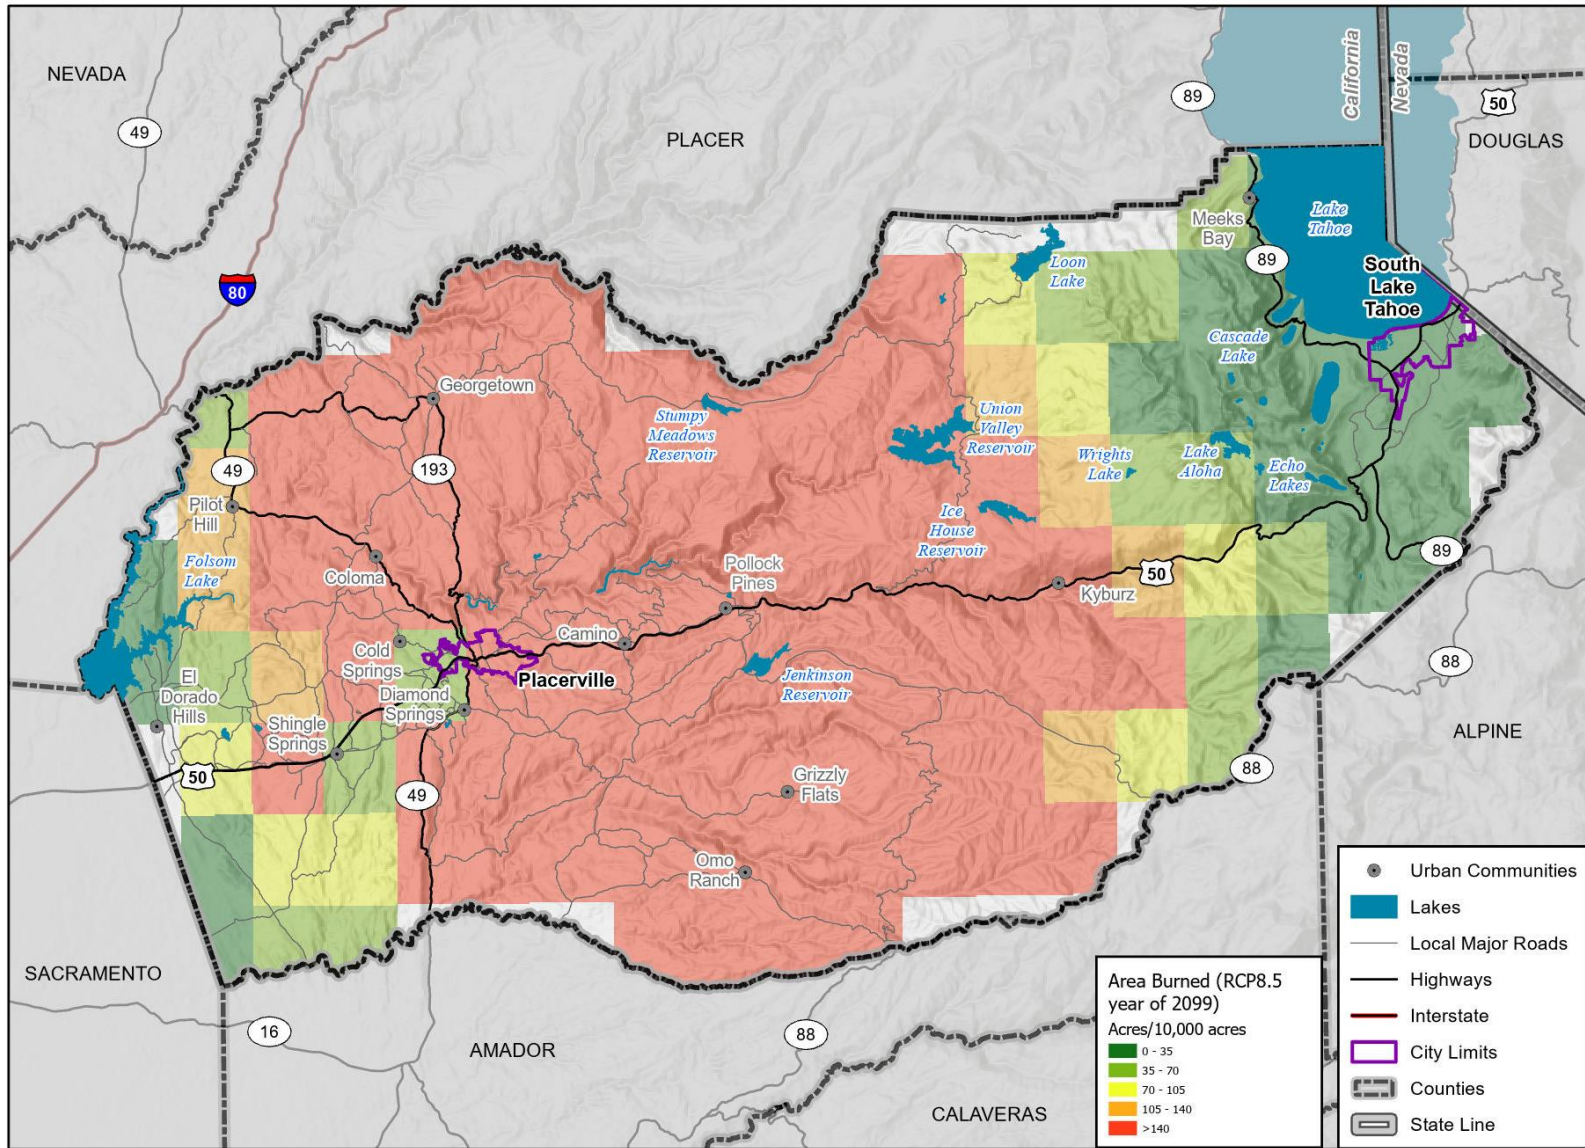 NEVADA
49
PLACER
89
California
Nevada
50
DOUGLAS
80
Meeks
Bay
Lake
Tahoe
89
South
Lake
Tahoe
Loon
Lake
Cascade
Lake
Georgetown
Stumpy
Meadows
Reservoir
Union
Valley
Reservoir
49
193
Wrights
Lake
Lake
Aloha
Echo
Lakes
Pilot
Hill
Ice
House
Reservoir
Folsom
Lake
Coloma
Pollock
Pines
Kyburz
50
89
Camino
Cold
Springs
Placerville
Jenkinson
Reservoir
88
El
Dorado
Hills
Diamond
Springs
Shingle
Springs
ALPINE
50
49
Grizzly
Flats
88
Omo
Ranch
SACRAMENTO
16
AMADOR
88
CALAVERAS
Area Burned (RCP8.5
year of 2099)
Acres/10,000 acres
0 - 35
35 - 70
70 - 105
105 - 140
>140
Urban Communities
Lakes
Local Major Roads
Highways
Interstate
City Limits
Counties
State Line